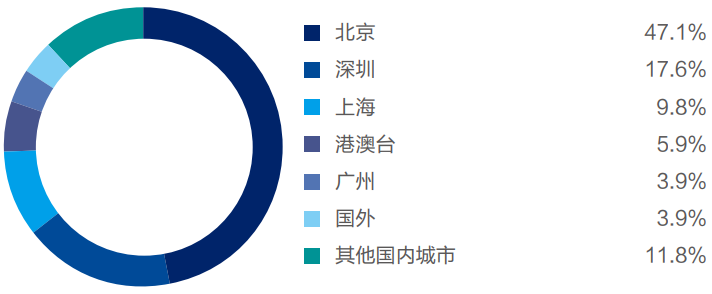 北京 47.1%
深圳 17.6%
上海 9.8%
港澳台 5.9%
广州 3.9%
国外 3.9%
其他国内城市 11.8%